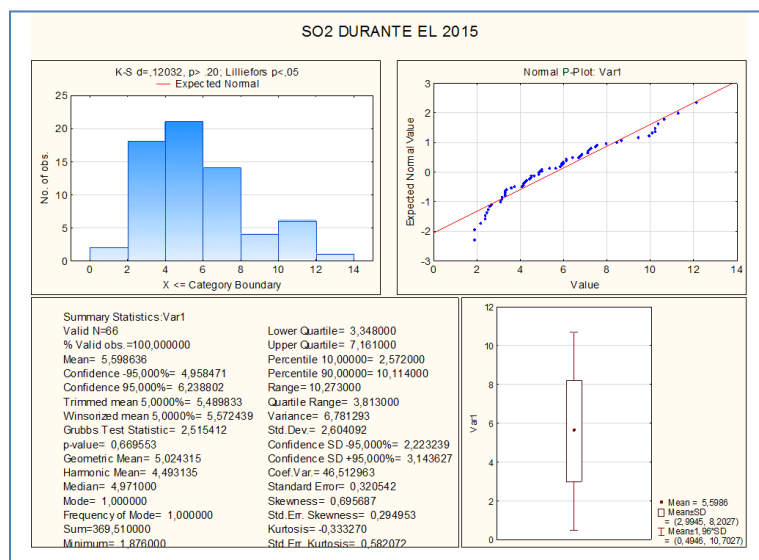 SO2 DURANTE EL 2015
K-S d=,12032, p> .20; Lilliefors p<,05
Expected Normal
25
20
15
10
5
0
No. of obs.
0 2 4 6 8 10 12 14
X <= Category Boundary
Normal P-Plot: Var1
3
2
1
0
-1
-2
-3
Expected Normal Value
0 2 4 6 8 10 12 14
Value
Summary Statistics:Var1
Valid N=66
% Valid obs.=100,000000
Mean= 5,598636
Confidence -95,000%= 4,958471
Confidence 95,000%= 6,238802
Trimmed mean 5,0000%= 5,489833
Winsorized mean 5,0000%= 5,572439
Grubbs Test Statistic= 2,515412
p-value= 0,669553
Geometric Mean= 5,024315
Harmonic Mean= 4,493135
Median= 4,971000
Mode= 1,000000
Frequency of Mode= 1,000000
Sum=369,510000
Minimum= 1,876000
Lower Quartile= 3,348000
Upper Quartile= 7,161000
Percentile 10,00000= 2,572000
Percentile 90,00000= 10,114000
Range= 10,273000
Quartile Range= 3,813000
Variance= 6,781293
Std.Dev.= 2,604092
Confidence SD -95,000%= 2,223239
Confidence SD +95,000%= 3,143627
Coef.Var.= 46,512963
Standard Error= 0,320542
Skewness= 0,695687
Std.Err. Skewness= 0,294953
Kurtosis= -0,333270
Std.Err. Kurtosis= 0,582072
12
10
8
6
4
2
0
Var1
Mean = 5,5986
Mean±SD
= (2,9945, 8,2027)
Mean±1,96*SD
= (0,4946, 10,7027)